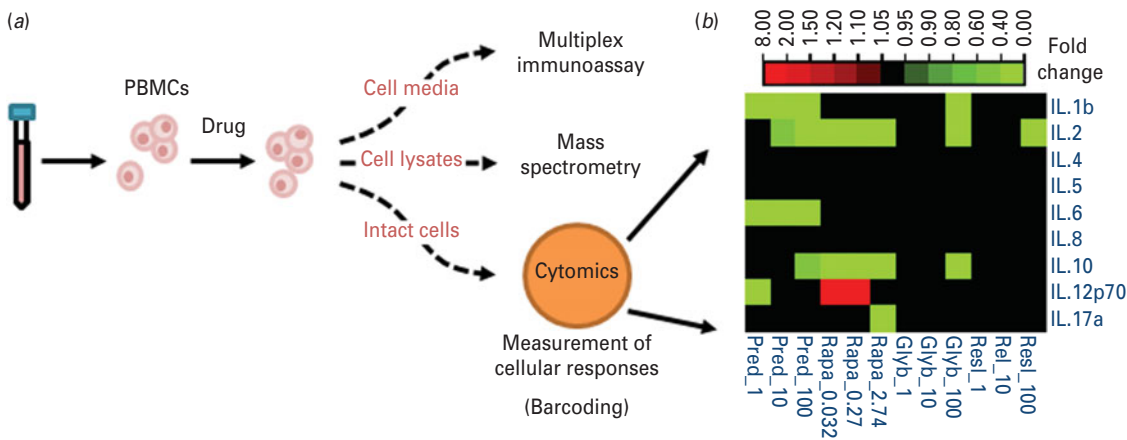 (a)
PBMCs
Drug
Cell media
Cell lysates
Intact cells
Multiplex
immunoassay
Mass
spectrometry
Cytomics
Measurement of
cellular responses
(Barcoding)
(b)
8.00
2.00
1.50
1.20
1.10
1.05
0.95
0.90
0.80
0.60
0.40
0.00
Fold
change
IL.1b
IL.2
IL.4
IL.5
IL.6
IL.8
IL.10
IL.12p70
IL.17a
Pred_1
Pred_10
Pred_100
Rapa_0.032
Rapa_0.27
Rapa_2.74
Glyb_1
Glyb_10
Glyb_100
Resl_1
Rel_10
Resl_100